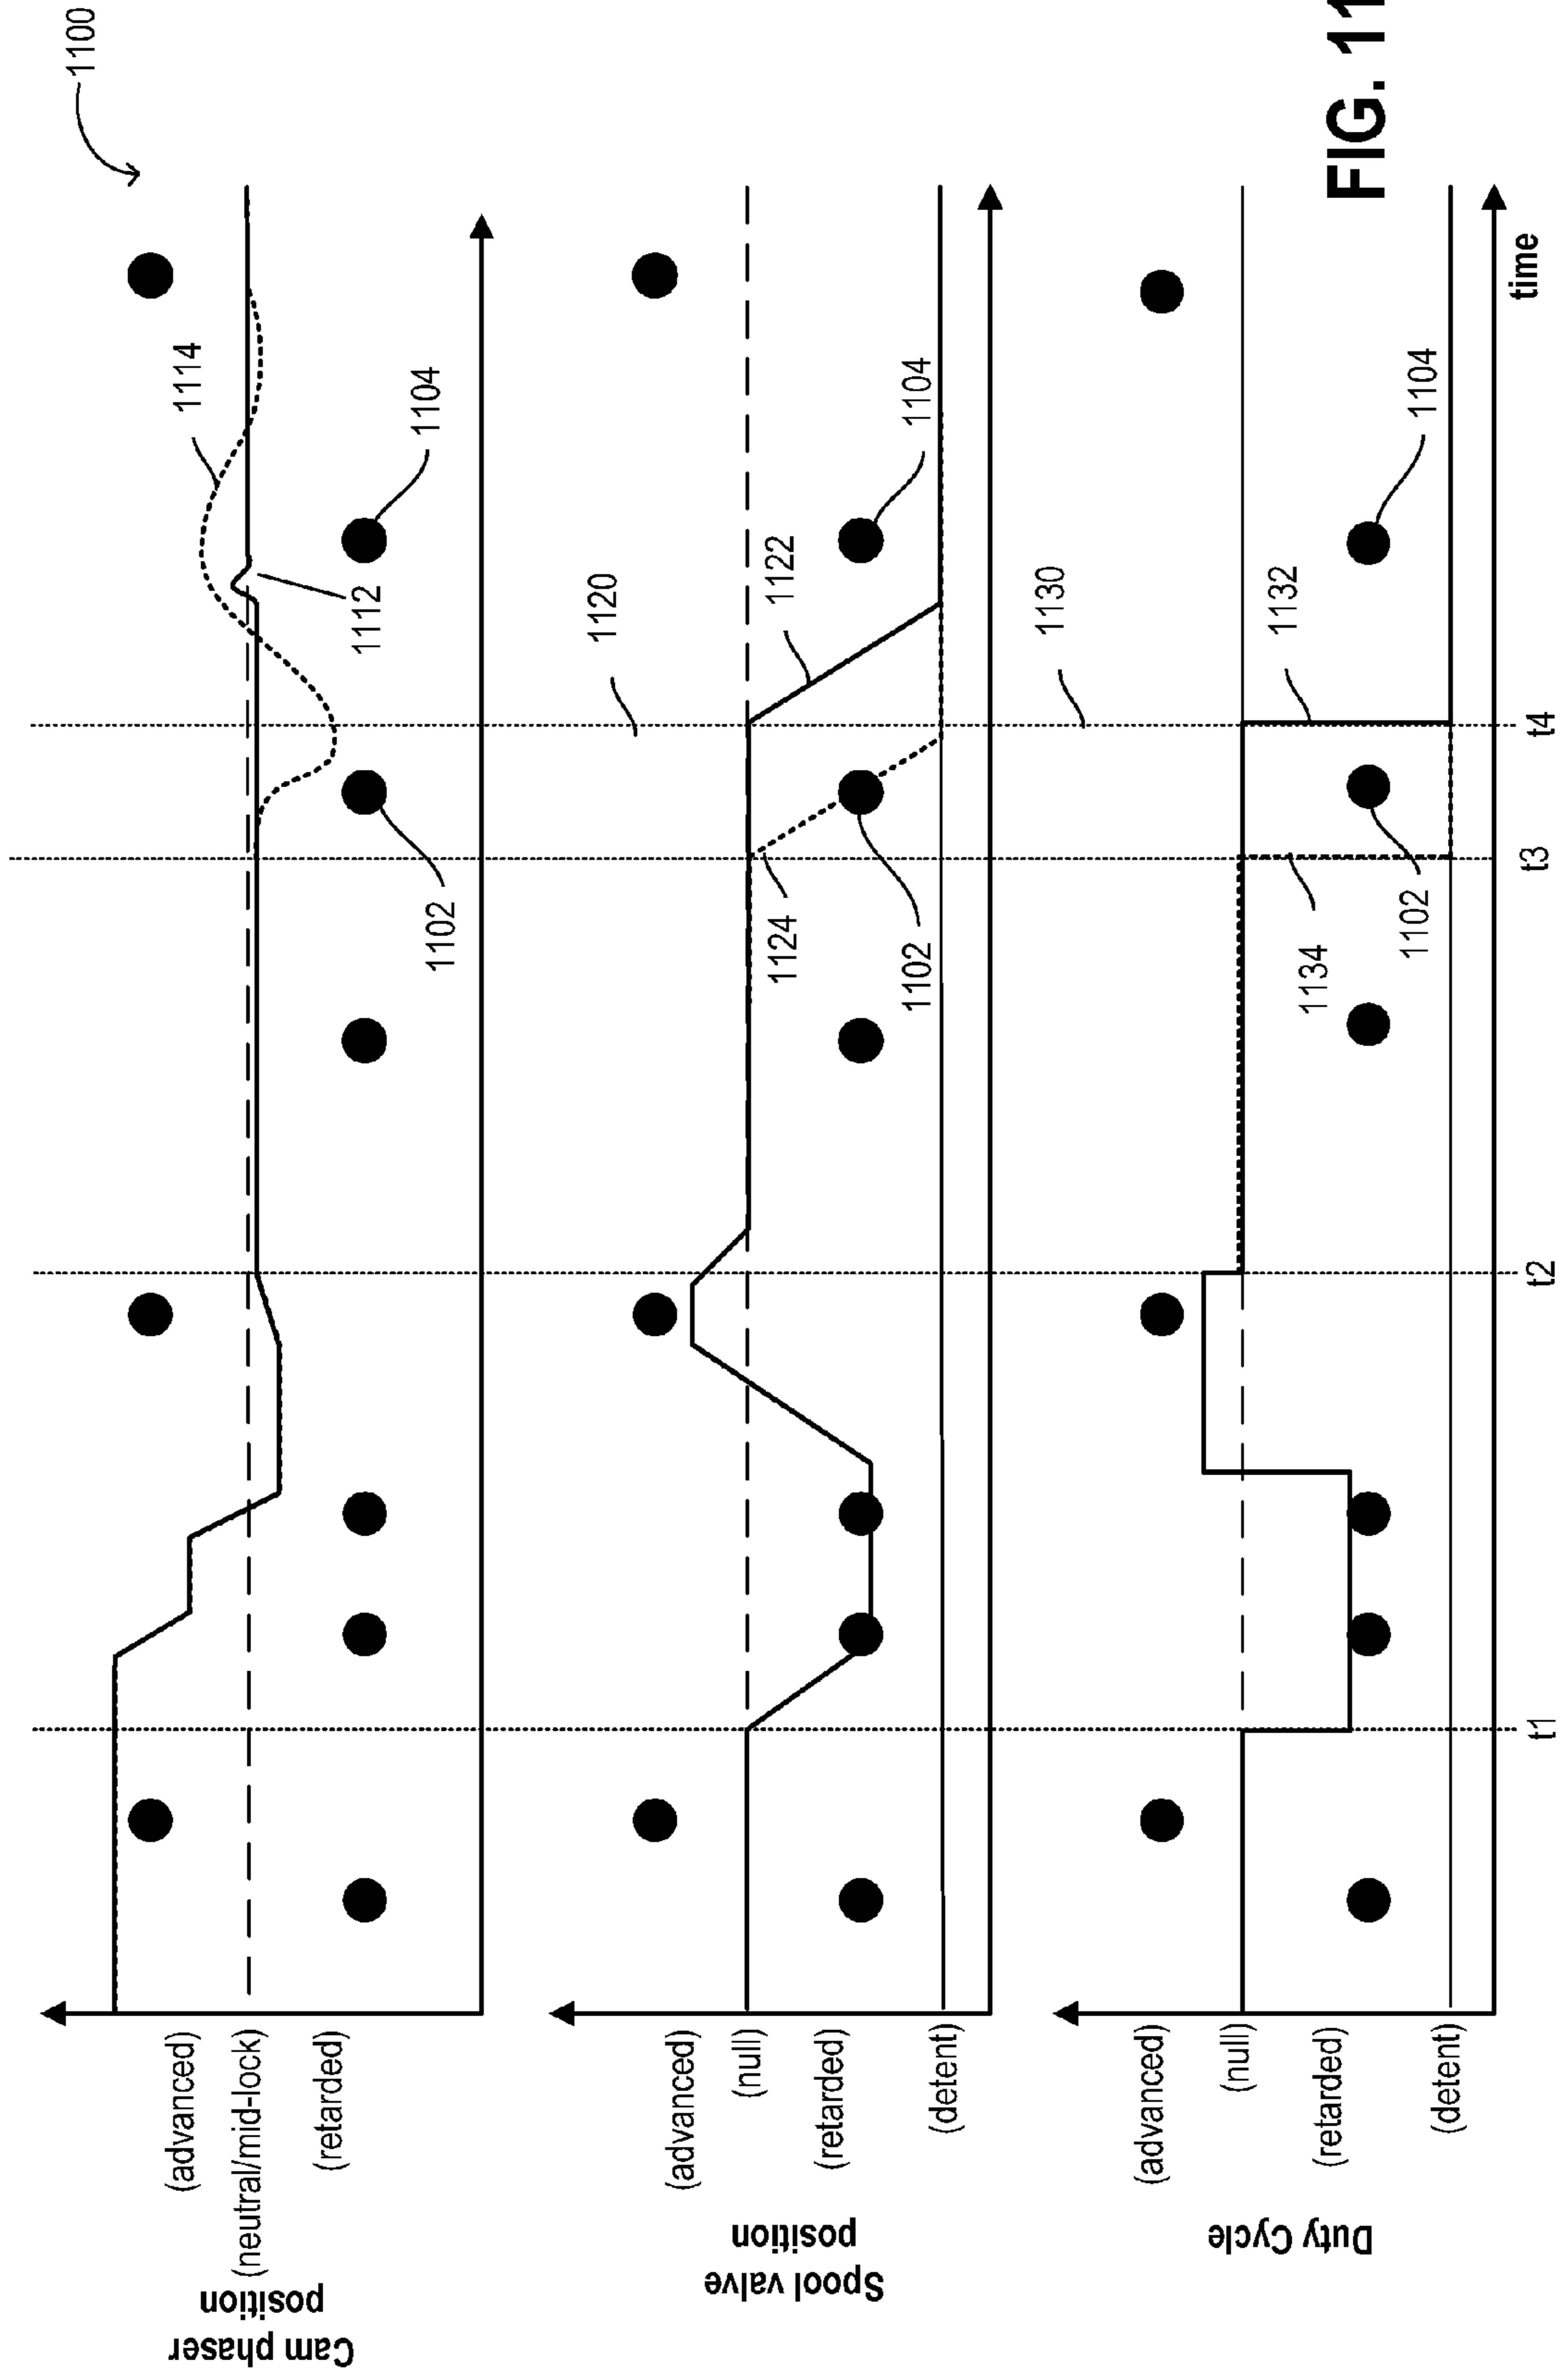 1100
Cam phaser
position
(advanced)
(neutral/mid-lock)
(retarded)
1114
1112
1104
1102
Spool valve
position
(advanced)
(null)
(retarded)
(detent)
1120
1122
1124
1104
1102
Duty Cycle
(advanced)
(null)
(retarded)
(detent)
1130
1132
1134
1104
1102
t1
t2
t3
t4
time
FIG. 11